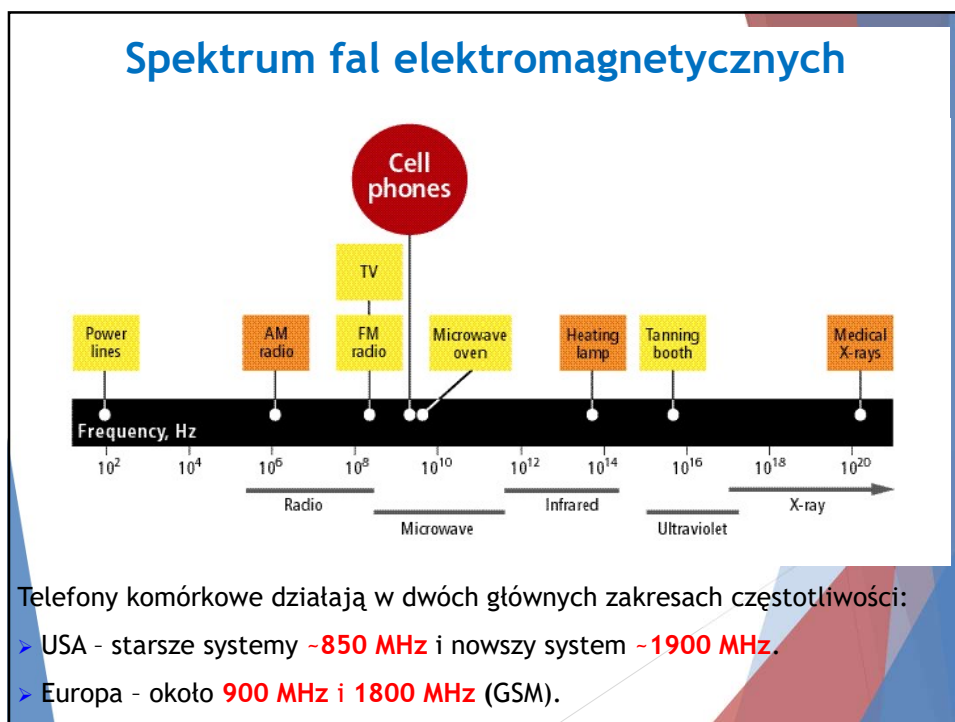 Spektrum fal elektromagnetycznych
Cell
phones
TV
Power
lines
AM
radio
FM
radio
Microwave
oven
Heating
lamp
Tanning
booth
Medical
X-rays
Frequency, Hz
10² 10⁴ 10⁶ 10⁸ 10¹⁰ 10¹² 10¹⁴ 10¹⁶ 10¹⁸ 10²⁰
Radio Infrared X-ray
Microwave Ultraviolet
Telefony komórkowe działają w dwóch głównych zakresach częstotliwości:
➢ USA – starsze systemy ~850 MHz i nowszy system ~1900 MHz.
➢ Europa – około 900 MHz i 1800 MHz (GSM).